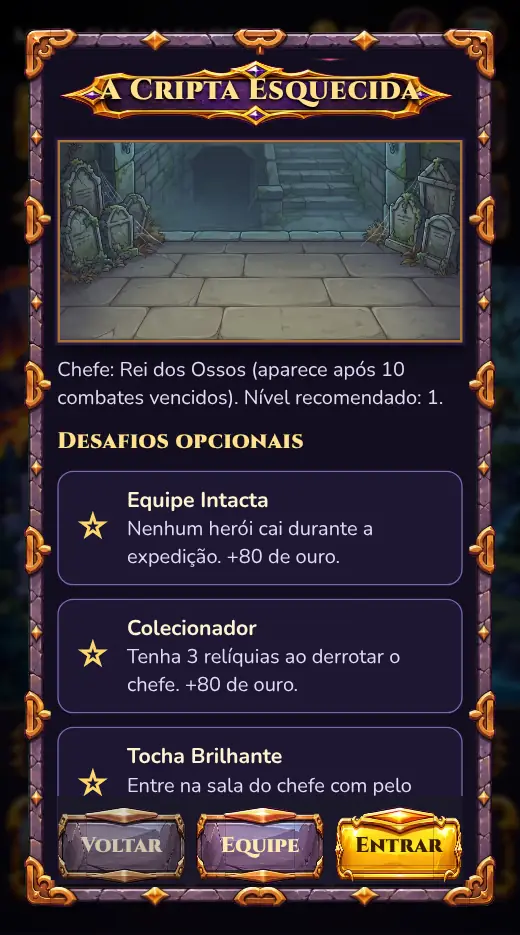 A Cripta Esquecida
Chefe: Rei dos Ossos (aparece após 10
combates vencidos). Nível recomendado: 1.
Desafios opcionais
Equipe Intacta
Nenhum herói cai durante a
expedição. +80 de ouro.
Colecionador
Tenha 3 relíquias ao derrotar o
chefe. +80 de ouro.
Tocha Brilhante
Entre na sala do chefe com pelo
Voltar
Equipe
Entrar